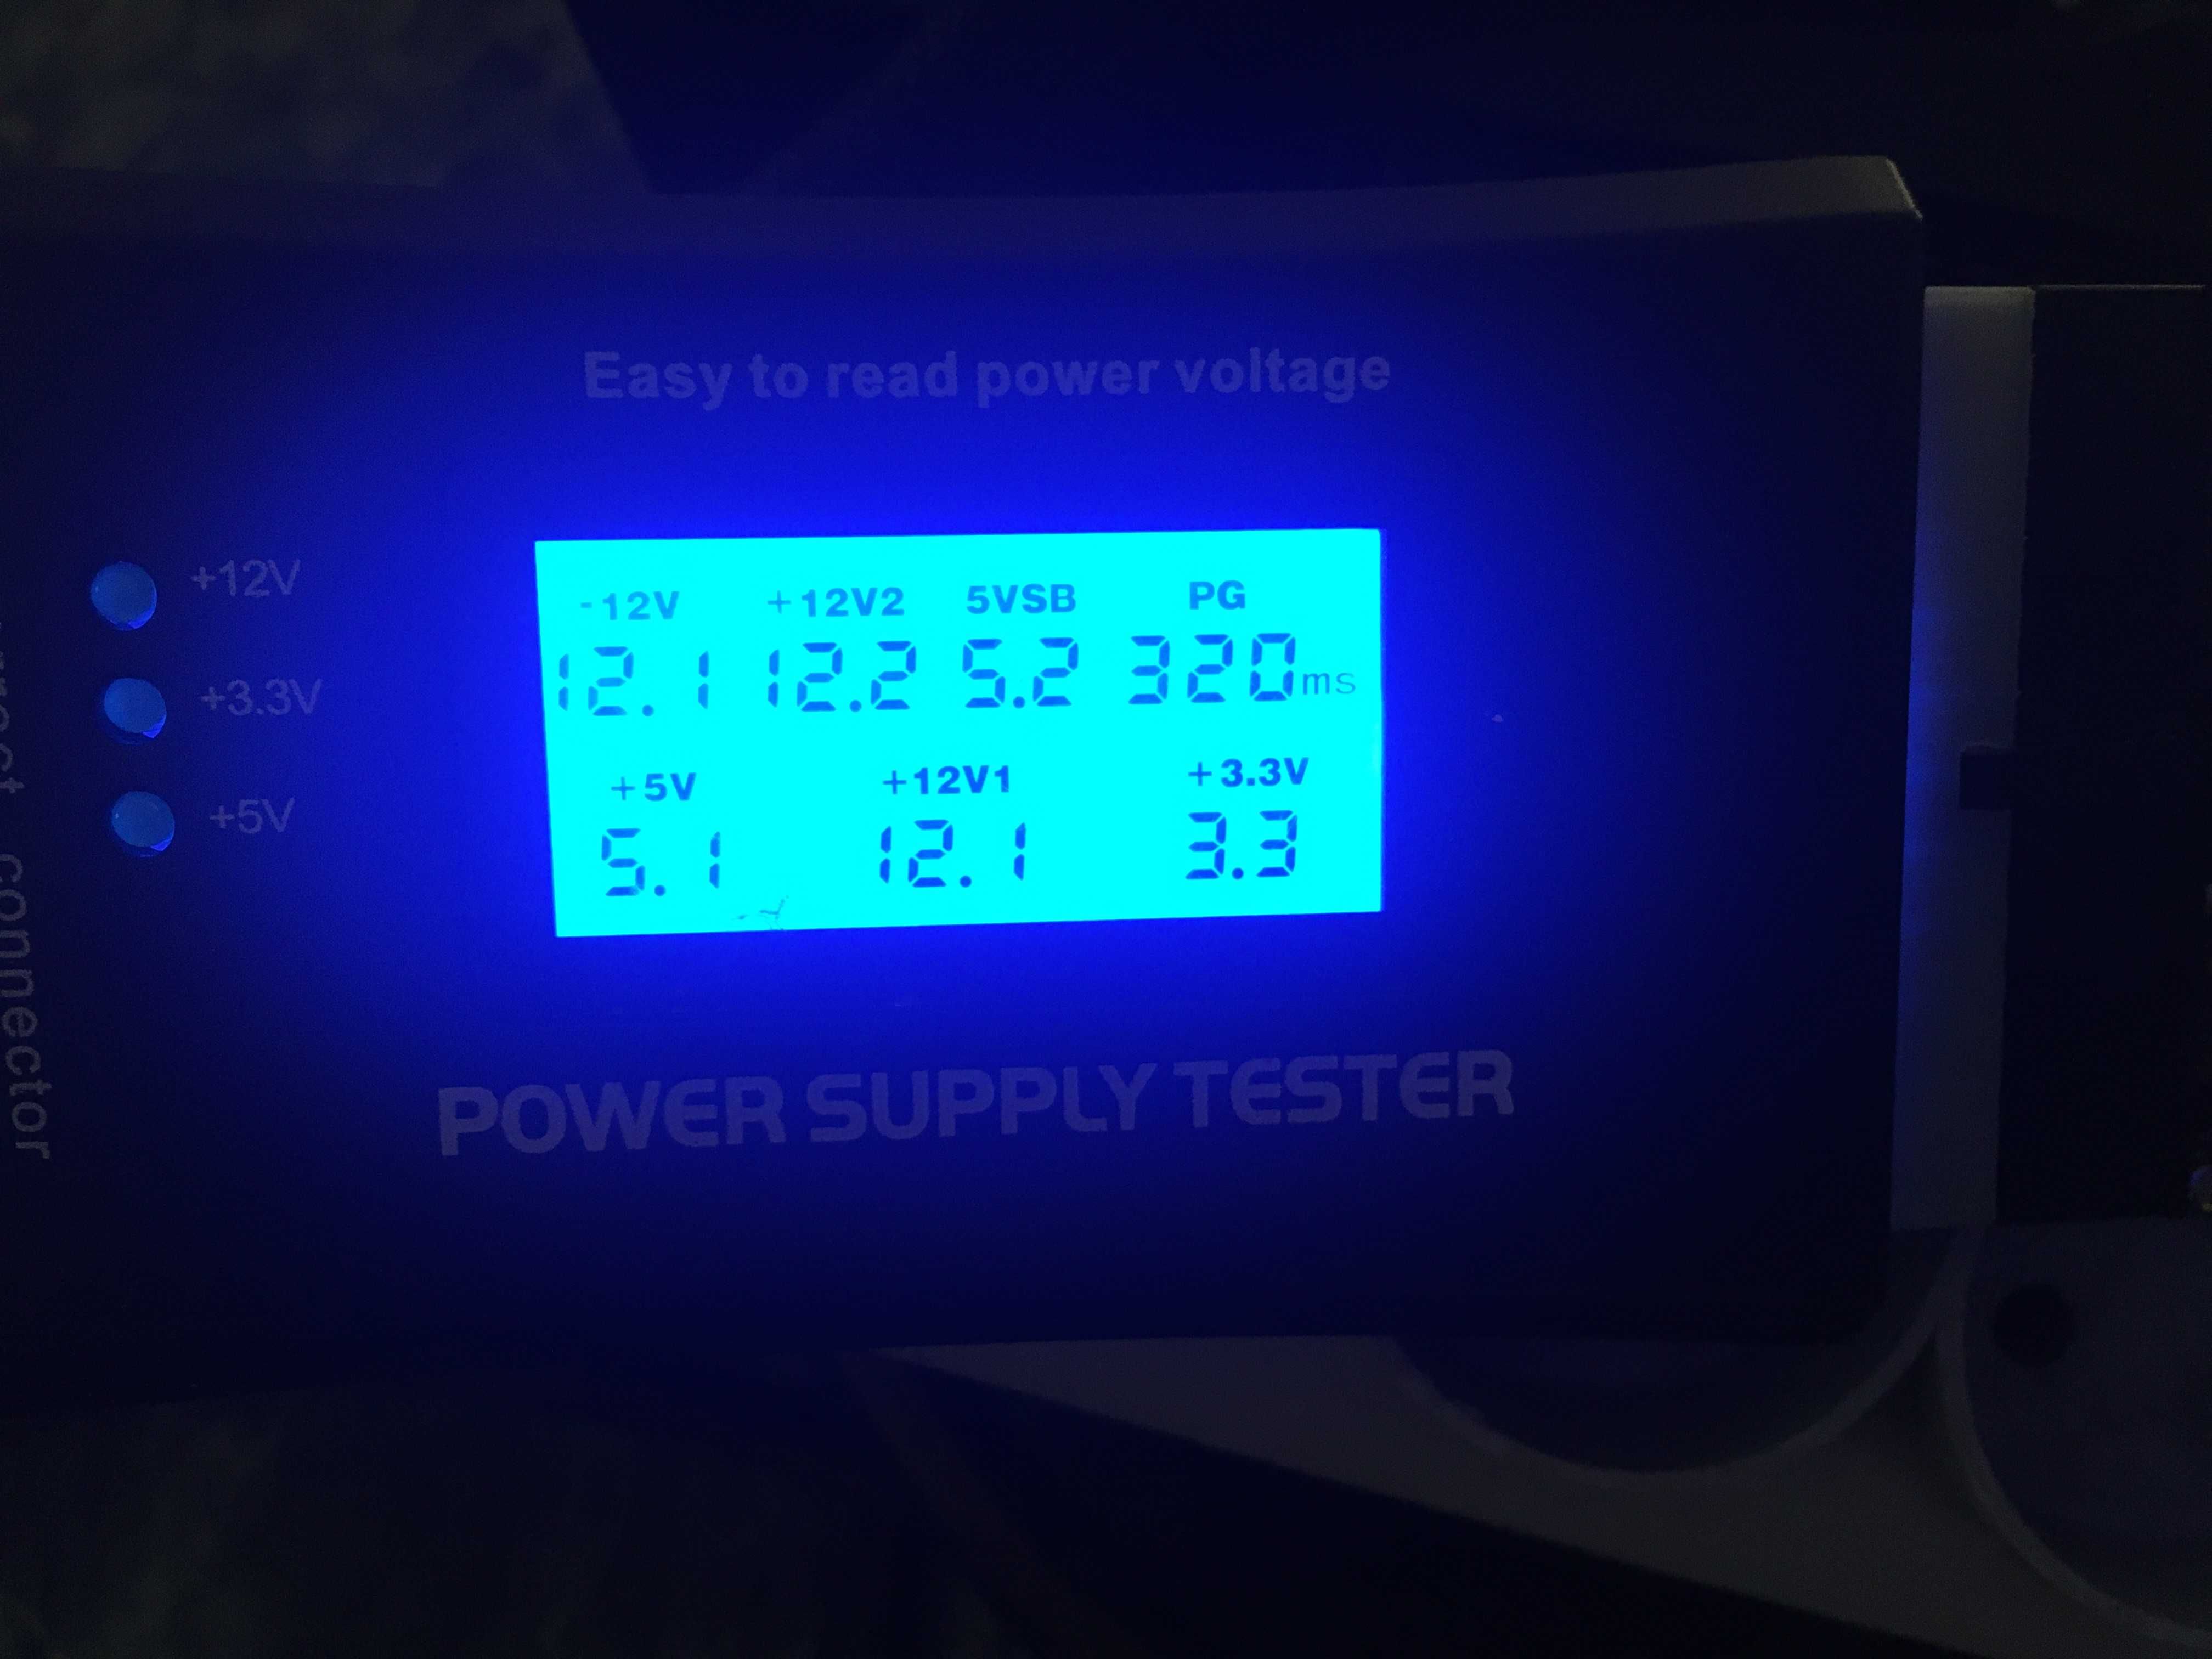 Easy to read power voltage
+12V
+3.3V
+5V
-12V +12V2 5VSB PG
12.1 12.2 5.2 320ms
+5V +12V1 +3.3V
5.1 12.1 3.3
POWER SUPPLY TESTER
connector